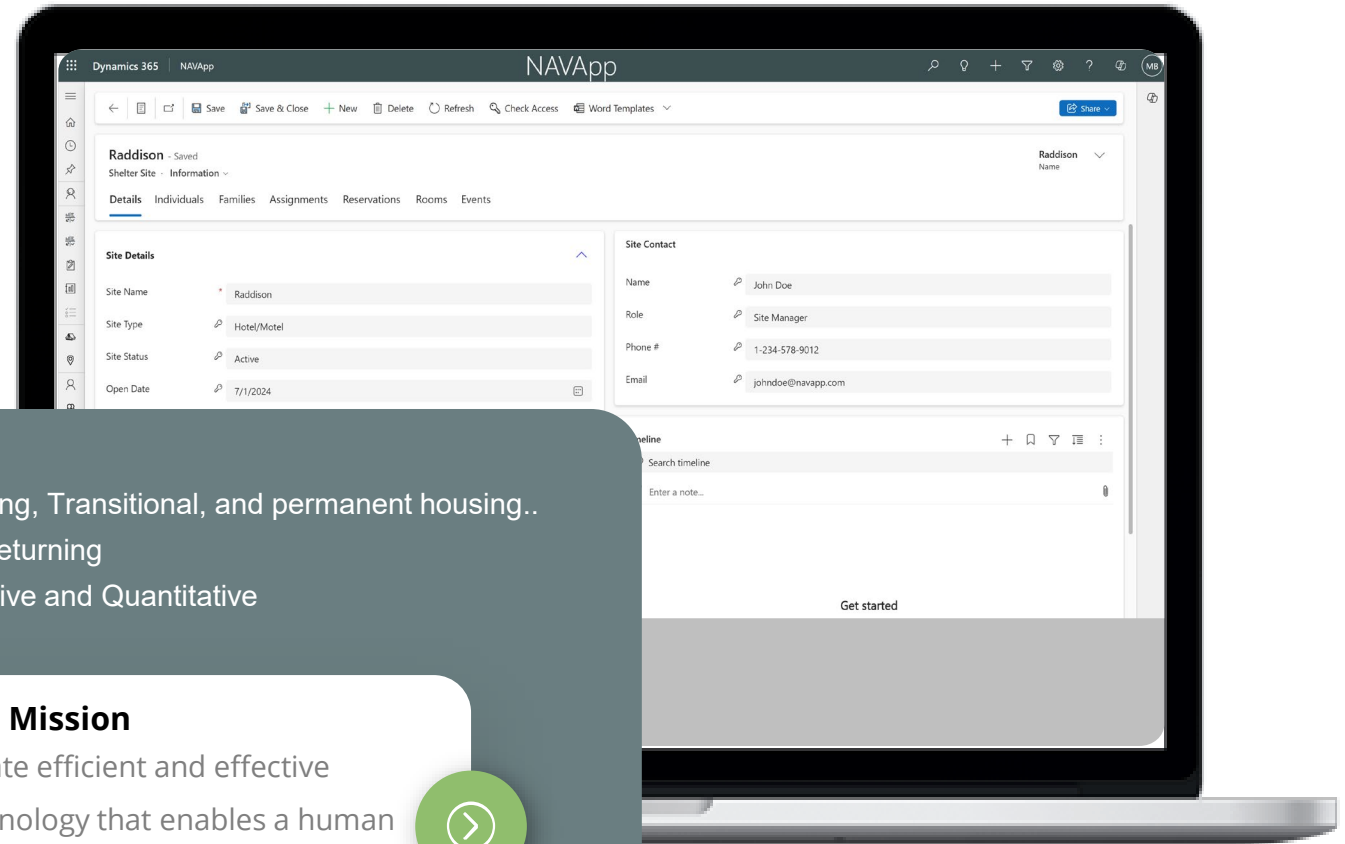 Dynamics 365 NAVApp
NAVApp
MB
Save Save & Close New Delete Refresh Check Access Word Templates
Share
Raddison - Saved
Shelter Site · Information
Raddison
Name
Details Individuals Families Assignments Reservations Rooms Events
Site Details
Site Name * Raddison
Site Type Hotel/Motel
Site Status Active
Open Date 7/1/2024
Site Contact
Name John Doe
Role Site Manager
Phone # 1-234-578-9012
Email johndoe@navapp.com
neline
Search timeline
Enter a note...
Get started
ng, Transitional, and permanent housing..
eturning
ive and Quantitative
Mission
te efficient and effective
nology that enables a human